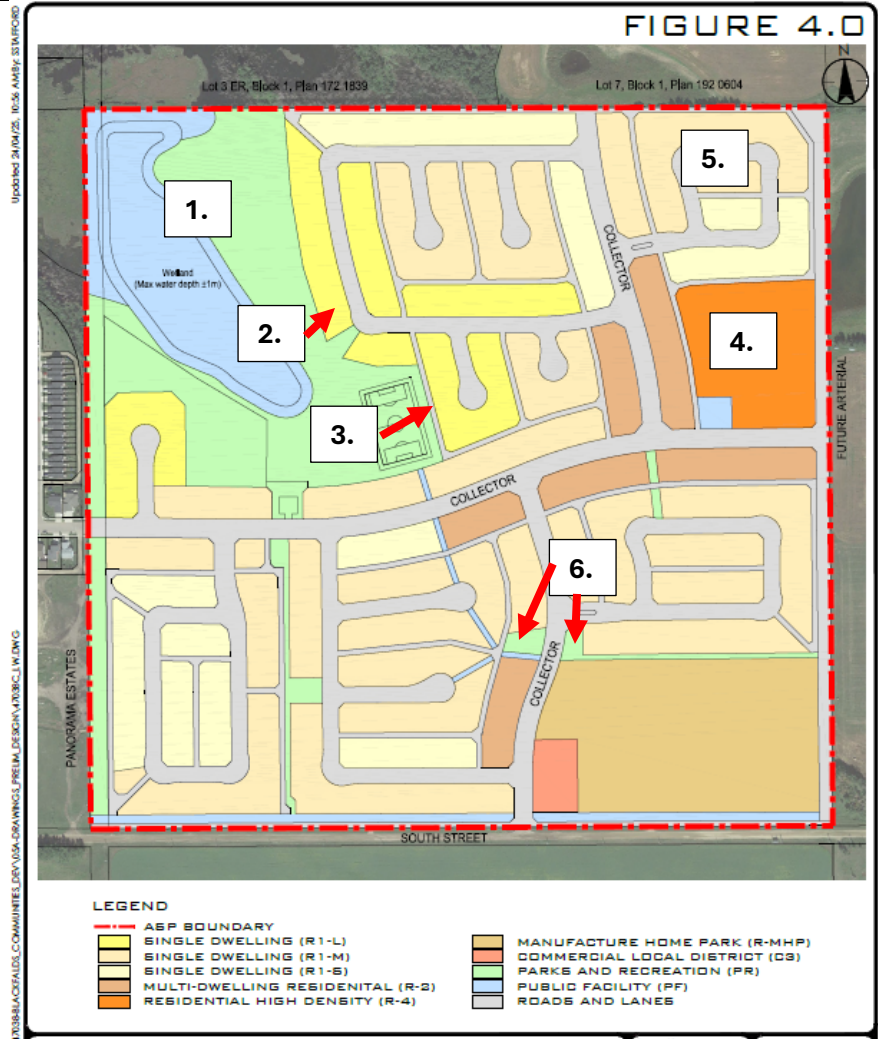 FIGURE 4.0
Updated 24/04/25, 10:56 AM By: SSTAFFORD
Lot 3 ER, Block 1, Plan 172 1839
Lot 7, Block 1, Plan 192 0604
N
1.
Wetland
(Max water depth ±1m)
2.
3.
4.
5.
COLLECTOR
FUTURE ARTERIAL
COLLECTOR
6.
COLLECTOR
PANORAMA ESTATES
SOUTH STREET
LEGEND
ASP BOUNDARY
SINGLE DWELLING (R1-L)
SINGLE DWELLING (R1-M)
SINGLE DWELLING (R1-S)
MULTI-DWELLING RESIDENITAL (R-2)
RESIDENTIAL HIGH DENSITY (R-4)
MANUFACTURE HOME PARK (R-MHP)
COMMERCIAL LOCAL DISTRICT (C3)
PARKS AND RECREATION (PR)
PUBLIC FACILITY (PF)
ROADS AND LANES